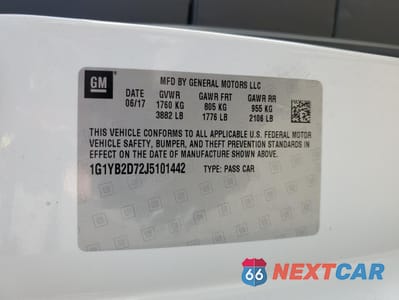 GM
MFD BY GENERAL MOTORS LLC
DATE GVWR GAWR FRT GAWR RR
06/17 1760 KG 805 KG 955 KG
3882 LB 1776 LB 2106 LB
THIS VEHICLE CONFORMS TO ALL APPLICABLE U.S. FEDERAL MOTOR
VEHICLE SAFETY, BUMPER, AND THEFT PREVENTION STANDARDS
IN EFFECT ON THE DATE OF MANUFACTURE SHOWN ABOVE.
1G1YB2D72J5101442 TYPE: PASS CAR
66 NEXTCAR